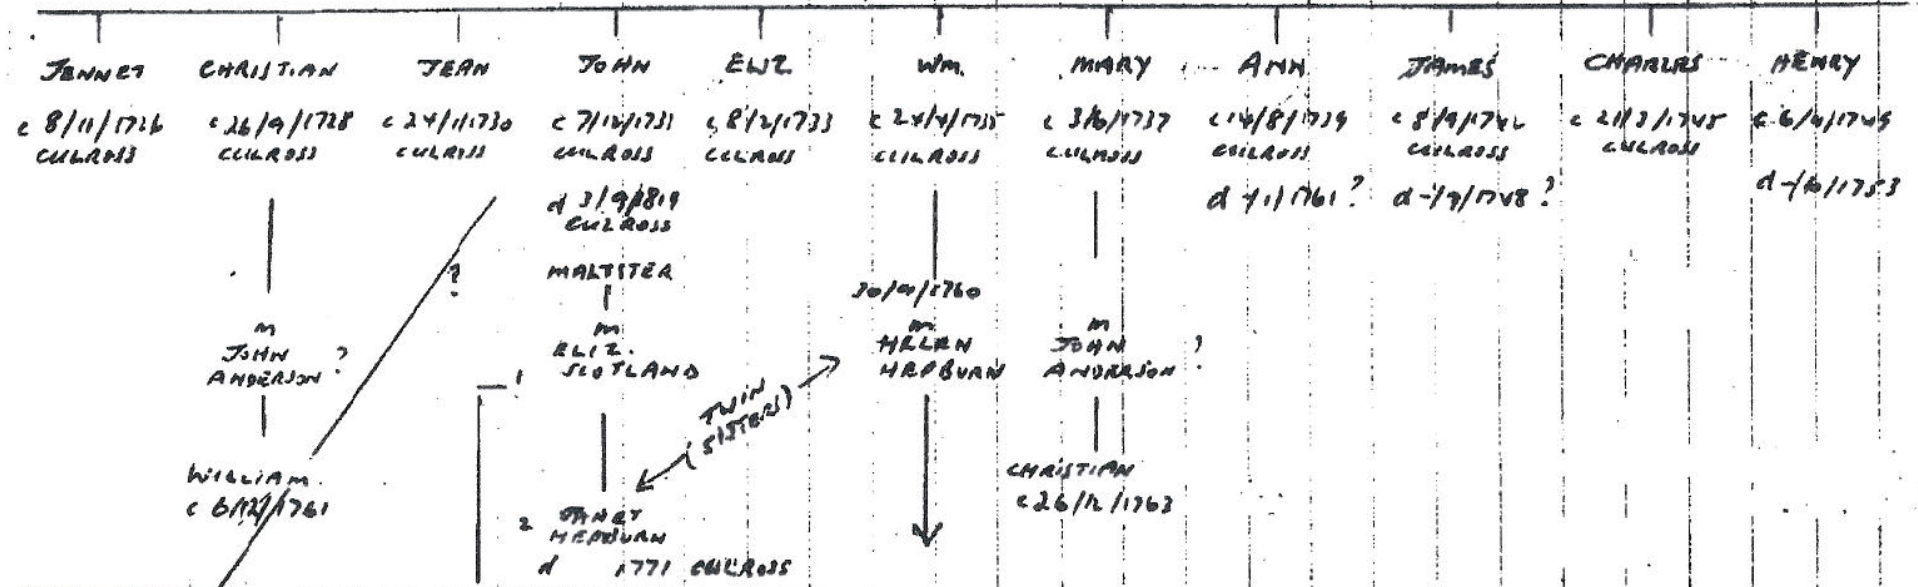 JENNET CHRISTIAN JEAN JOHN ELIZ. WM. MARY ANN JAMES CHARLES HENRY
c 8/11/1726 c 26/9/1728 c 24/1/1730 c 7/12/1731 c 8/2/1733 c 24/4/1735 c 3/6/1737 c 14/8/1739 c 8/9/1742 c 21/3/1745
CULROSS CULROSS CULROSS CULROSS CULROSS CULROSS CULROSS CULROSS CULROSS CULROSS
d 3/9/1819
CULROSS
d -/1/1761 ? d -/9/1748 ? d -/10/1753
?
MALTSTER
/1760
m m m m
JOHN ELIZ. HELEN JOHN
ANDERSON ? SCOTLAND HEPBURN ANDERSON ?
1
(TWIN
SISTERS)
WILLIAM.
c 6/12/1761
CHRISTIAN
c 26/12/1763
2 JANET
HEPBURN
d 1771 CULROSS